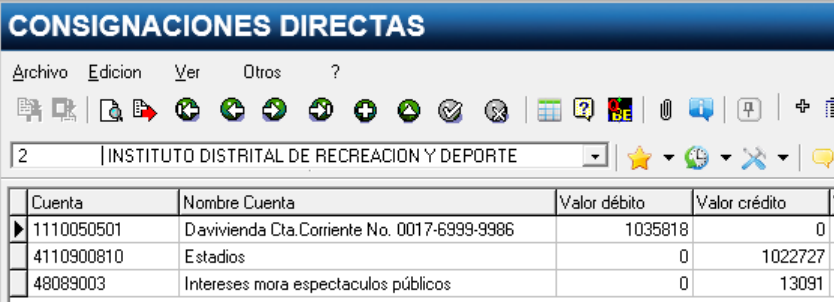 CONSIGNACIONES DIRECTAS
Archivo Edicion Ver Otros ?
2 INSTITUTO DISTRITAL DE RECREACION Y DEPORTE
Cuenta Nombre Cuenta Valor débito Valor crédito
1110050501 Davivienda Cta.Corriente No. 0017-6999-9986 1035818 0
4110900810 Estadios 0 1022727
48089003 Intereses mora espectaculos públicos 0 13091